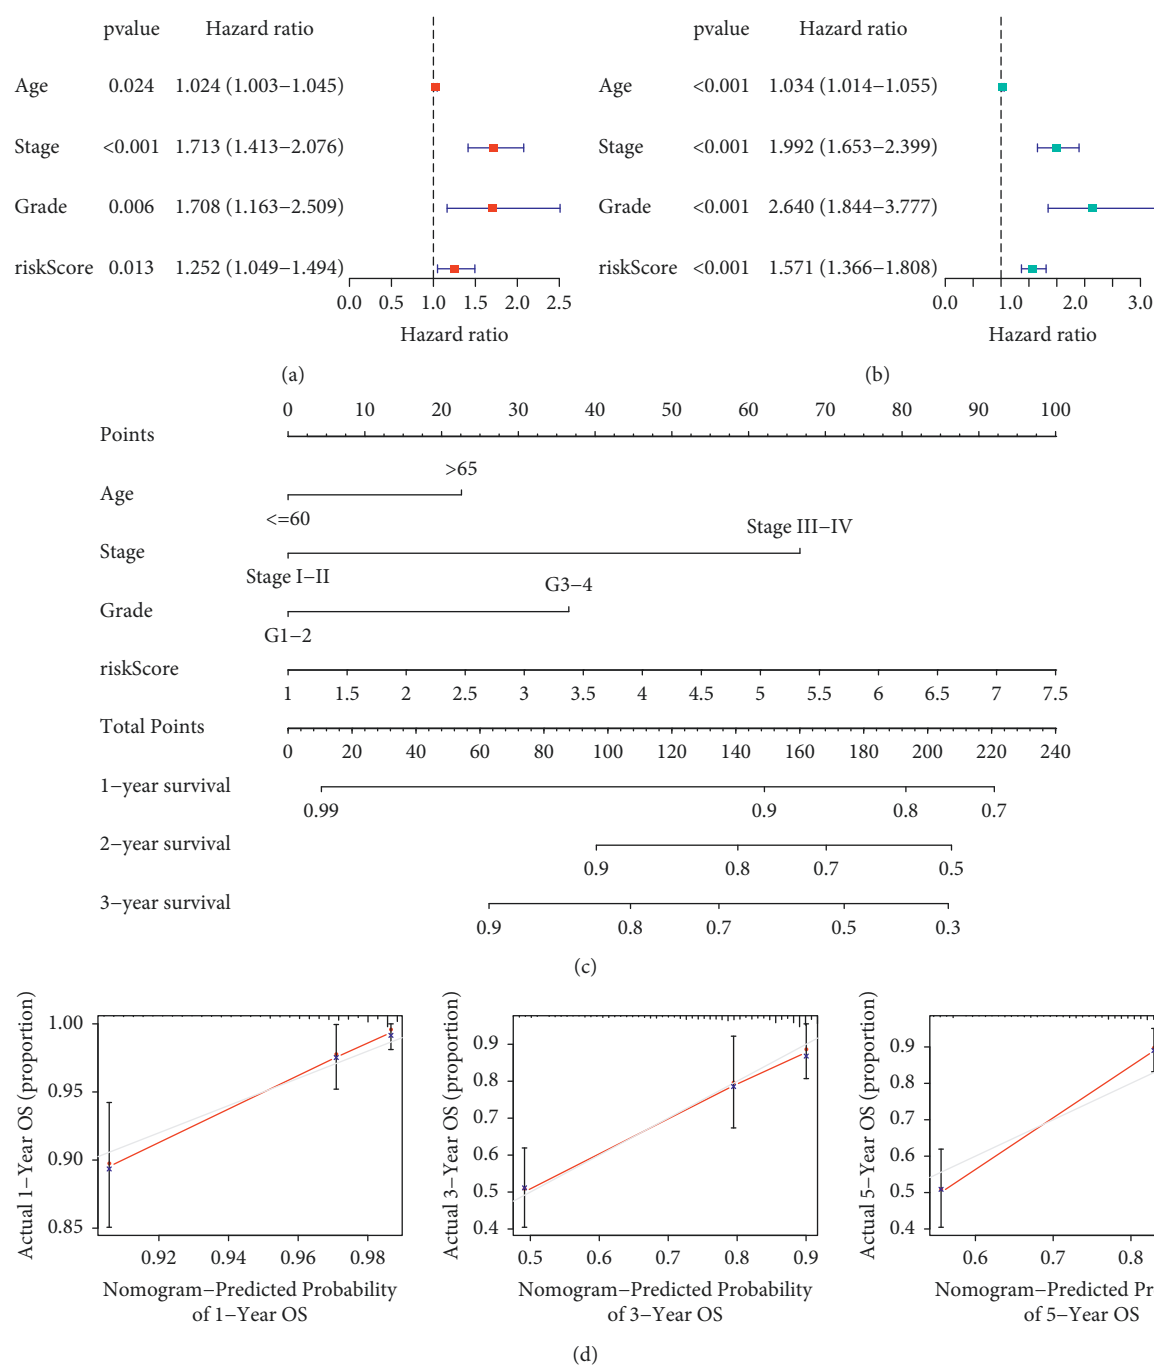 pvalue Hazard ratio
Age 0.024 1.024 (1.003−1.045)
Stage <0.001 1.713 (1.413−2.076)
Grade 0.006 1.708 (1.163−2.509)
riskScore 0.013 1.252 (1.049−1.494)
0.0 0.5 1.0 1.5 2.0 2.5
Hazard ratio
(a)
pvalue Hazard ratio
Age <0.001 1.034 (1.014−1.055)
Stage <0.001 1.992 (1.653−2.399)
Grade <0.001 2.640 (1.844−3.777)
riskScore <0.001 1.571 (1.366−1.808)
0.0 1.0 2.0 3.0
Hazard ratio
(b)
0 10 20 30 40 50 60 70 80 90 100
Points
>65
Age
<=60
Stage III−IV
Stage
Stage I−II
G3−4
Grade
G1−2
riskScore
1 1.5 2 2.5 3 3.5 4 4.5 5 5.5 6 6.5 7 7.5
Total Points
0 20 40 60 80 100 120 140 160 180 200 220 240
1−year survival
0.99 0.9 0.8 0.7
2−year survival
0.9 0.8 0.7 0.5
3−year survival
0.9 0.8 0.7 0.5 0.3
(c)
Actual 1−Year OS (proportion)
1.00
0.95
0.90
0.85
0.92 0.94 0.96 0.98
Nomogram−Predicted Probability
of 1−Year OS
Actual 3−Year OS (proportion)
0.9
0.8
0.7
0.6
0.5
0.4
0.5 0.6 0.7 0.8 0.9
Nomogram−Predicted Probability
of 3−Year OS
Actual 5−Year OS (proportion)
0.9
0.8
0.7
0.6
0.5
0.4
0.6 0.7 0.8
Nomogram−Predicted Pr
of 5−Year OS
(d)